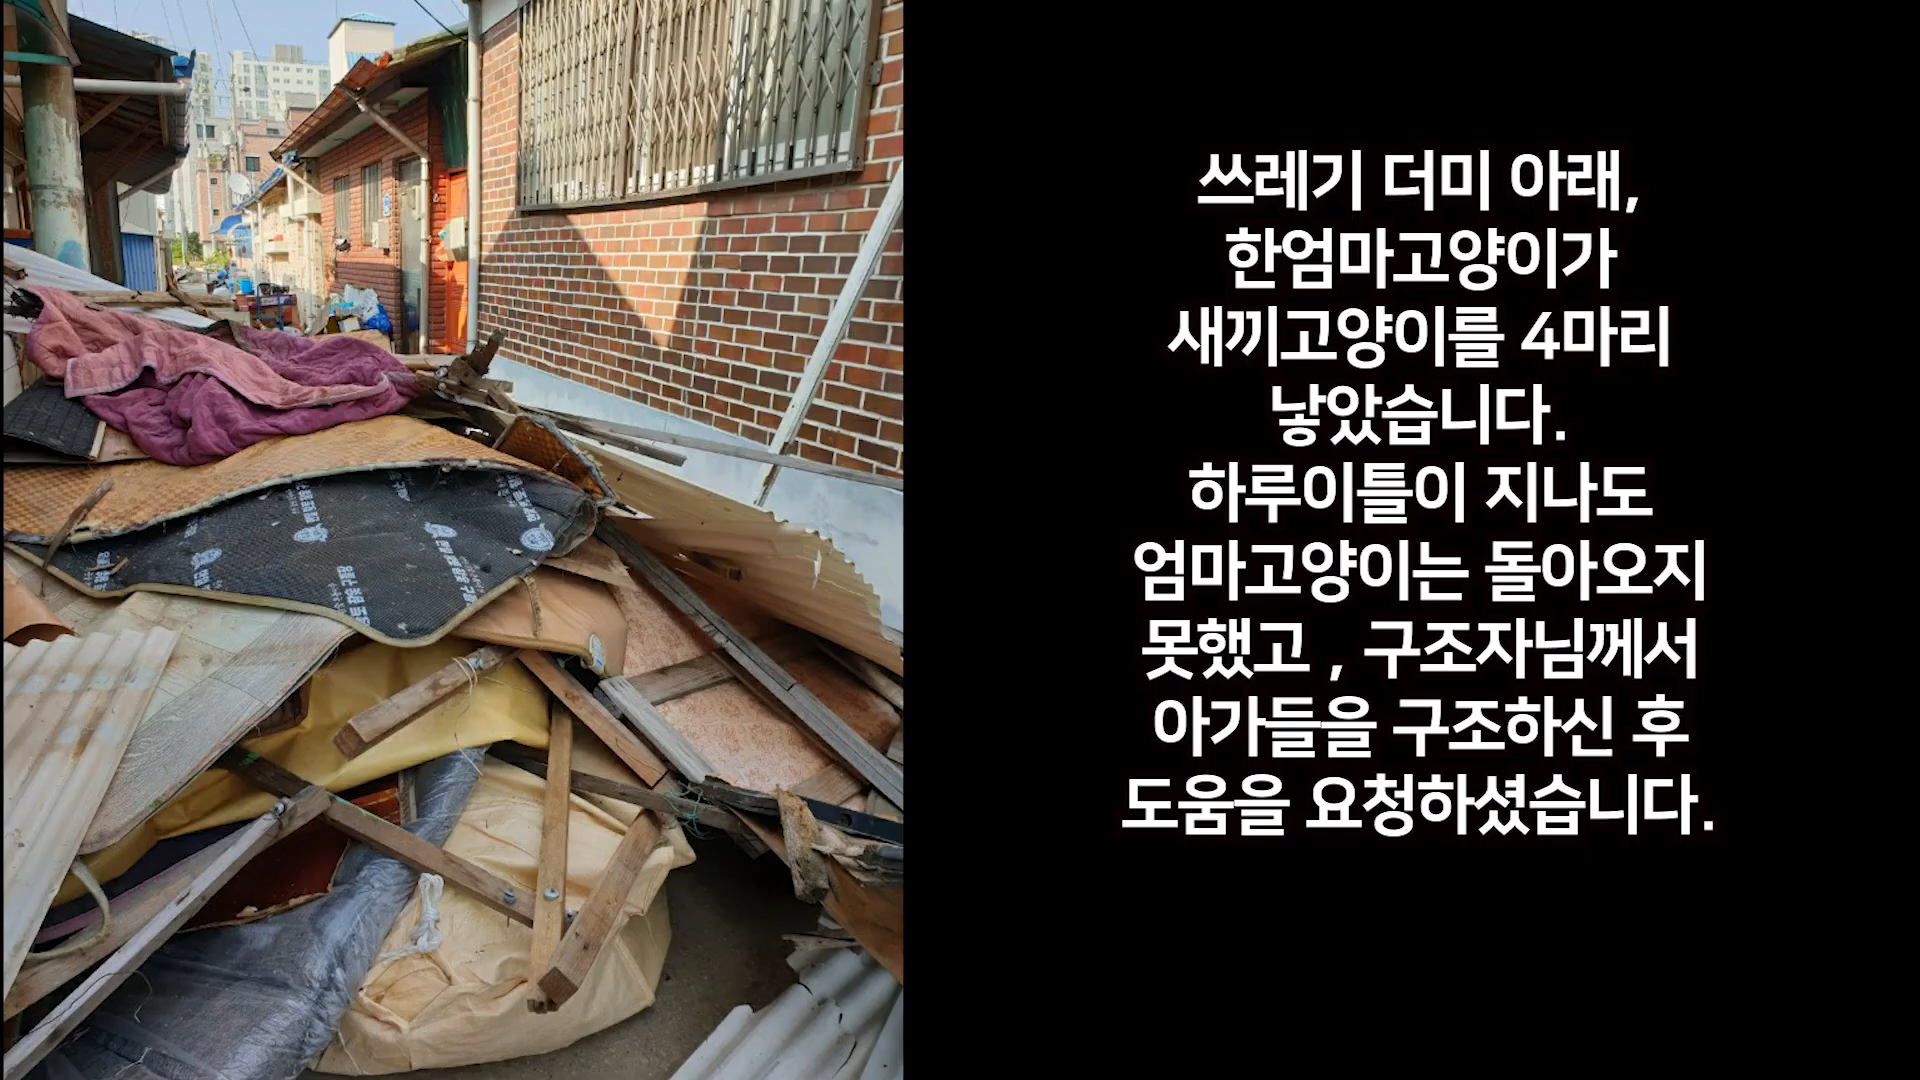 쓰레기 더미 아래,
한엄마고양이가
새끼고양이를 4마리
낳았습니다.
하루이틀이 지나도
엄마고양이는 돌아오지
못했고 , 구조자님께서
아가들을 구조하신 후
도움을 요청하셨습니다.